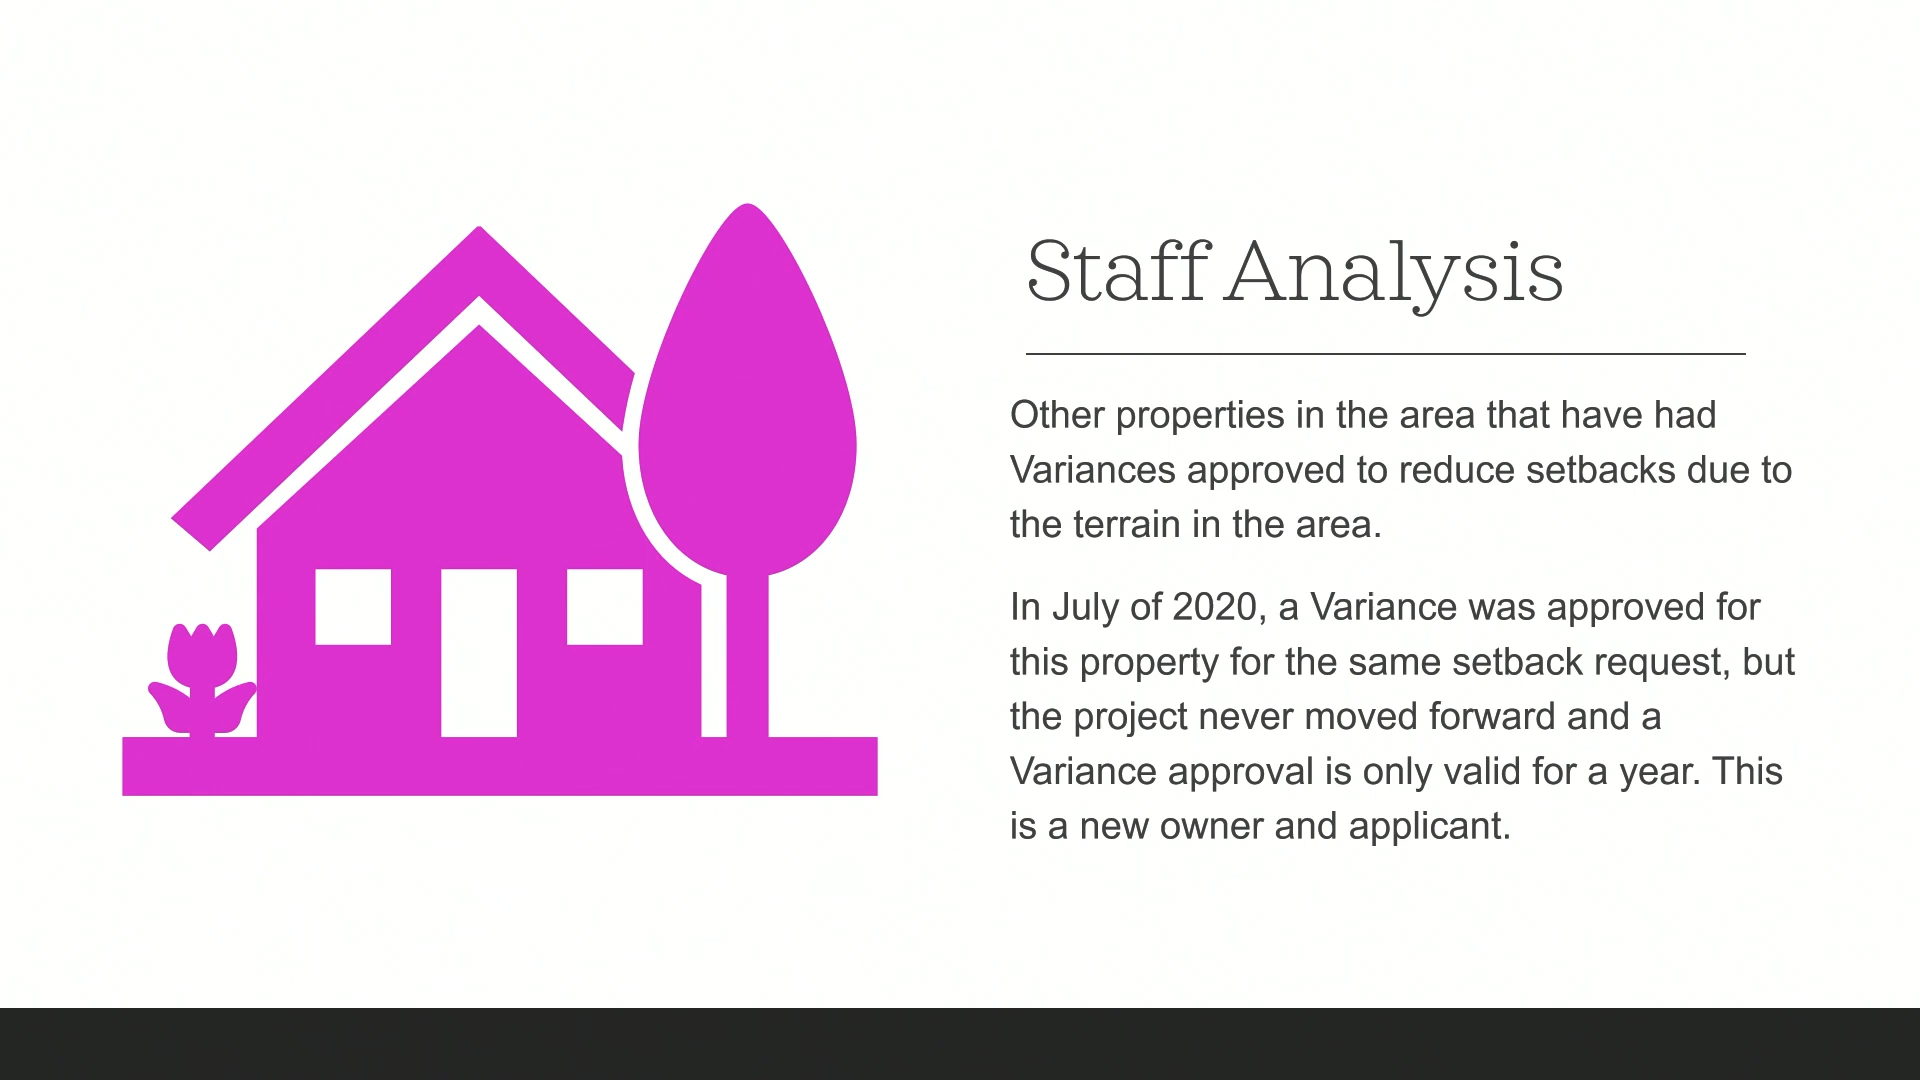 Staff Analysis
Other properties in the area that have had
Variances approved to reduce setbacks due to
the terrain in the area.
In July of 2020, a Variance was approved for
this property for the same setback request, but
the project never moved forward and a
Variance approval is only valid for a year. This
is a new owner and applicant.